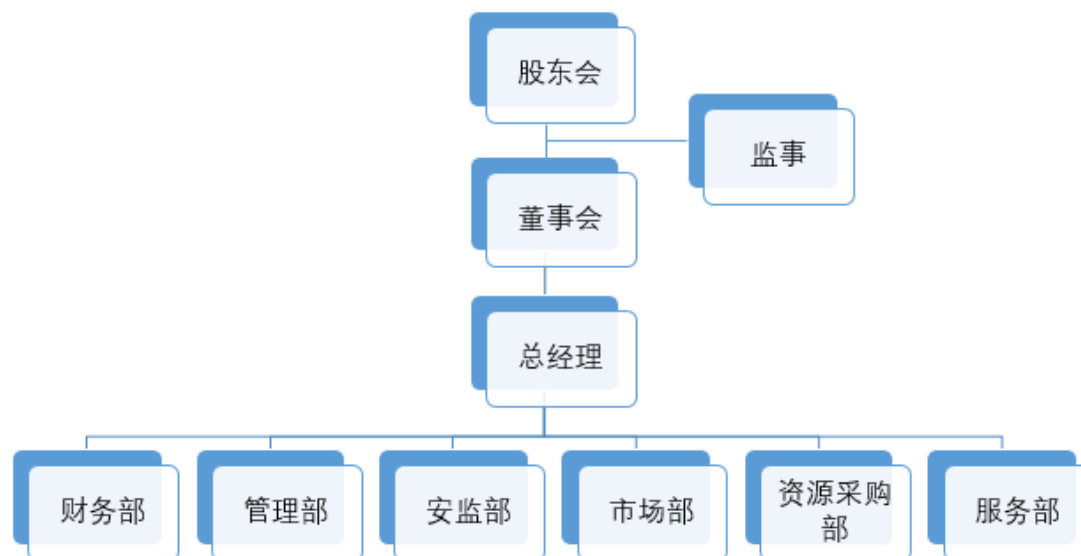 股东会
监事
董事会
总经理
财务部
管理部
安监部
市场部
资源采购
部
服务部